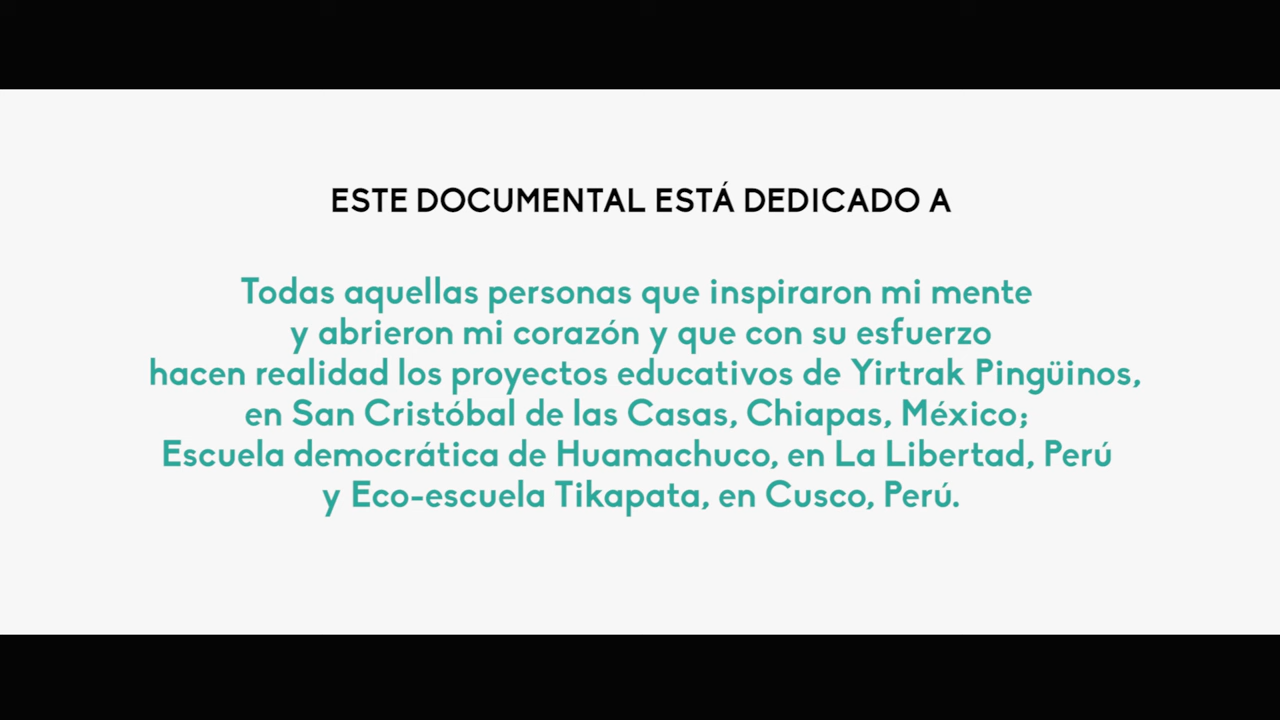 ESTE DOCUMENTAL ESTÁ DEDICADO A
Todas aquellas personas que inspiraron mi mente
y abrieron mi corazón y que con su esfuerzo
hacen realidad los proyectos educativos de Yirtrak Pingüinos,
en San Cristóbal de las Casas, Chiapas, México;
Escuela democrática de Huamachuco, en La Libertad, Perú
y Eco-escuela Tikapata, en Cusco, Perú.